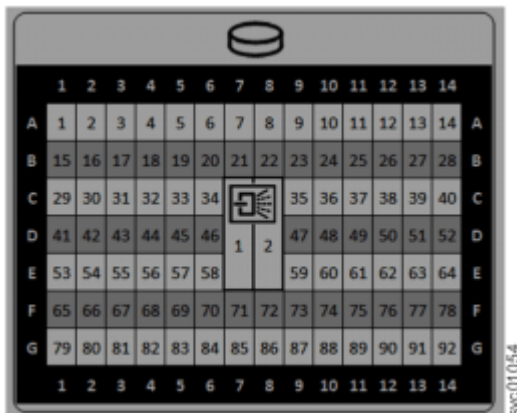 1 2 3 4 5 6 7 8 9 10 11 12 13 14
A 1 2 3 4 5 6 7 8 9 10 11 12 13 14 A
B 15 16 17 18 19 20 21 22 23 24 25 26 27 28 B
C 29 30 31 32 33 34 35 36 37 38 39 40 C
D 41 42 43 44 45 46 1 2 47 48 49 50 51 52 D
E 53 54 55 56 57 58 59 60 61 62 63 64 E
F 65 66 67 68 69 70 71 72 73 74 75 76 77 78 F
G 79 80 81 82 83 84 85 86 87 88 89 90 91 92 G
1 2 3 4 5 6 7 8 9 10 11 12 13 14